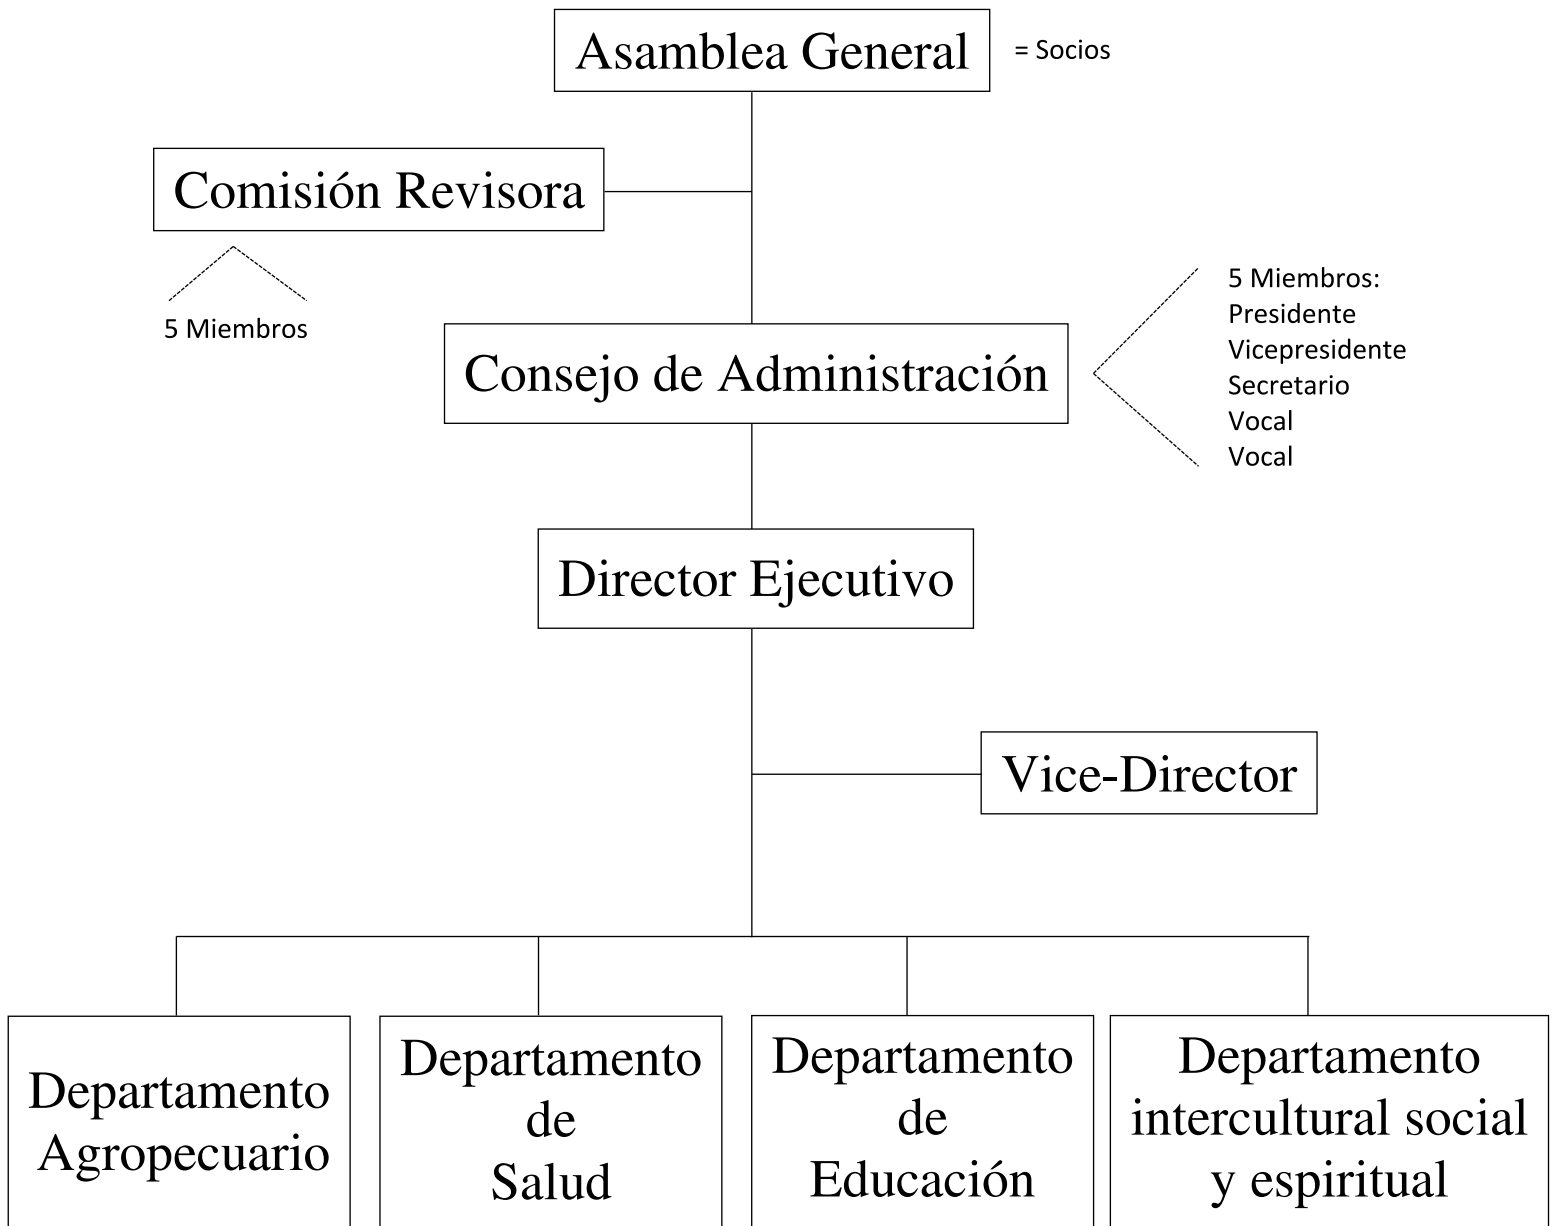 Asamblea General
= Socios
Comisión Revisora
5 Miembros
Consejo de Administración
5 Miembros:
Presidente
Vicepresidente
Secretario
Vocal
Vocal
Director Ejecutivo
Vice-Director
Departamento
Agropecuario
Departamento
de
Salud
Departamento
de
Educación
Departamento
intercultural social
y espiritual